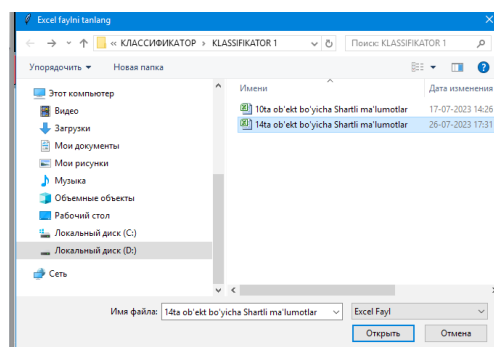 Excel faylni tanlang
« КЛАССИФИКАТОР › KLASSIFIKATOR 1
Поиск: KLASSIFIKATOR 1
Упорядочить
Новая папка
Имени
Дата изменения
Этот компьютер
Видео
Загрузки
Мои документы
Мои рисунки
Музыка
Объемные объекты
Рабочий стол
Локальный диск (C:)
Локальный диск (D:)
Сеть
10ta ob'ekt bo'yicha Shartli ma'lumotlar 17-07-2023 14:26
14ta ob'ekt bo'yicha Shartli ma'lumotlar 26-07-2023 17:31
Имя файла: 14ta ob'ekt bo'yicha Shartli ma'lumotlar
Excel Fayl
Открыть
Отмена